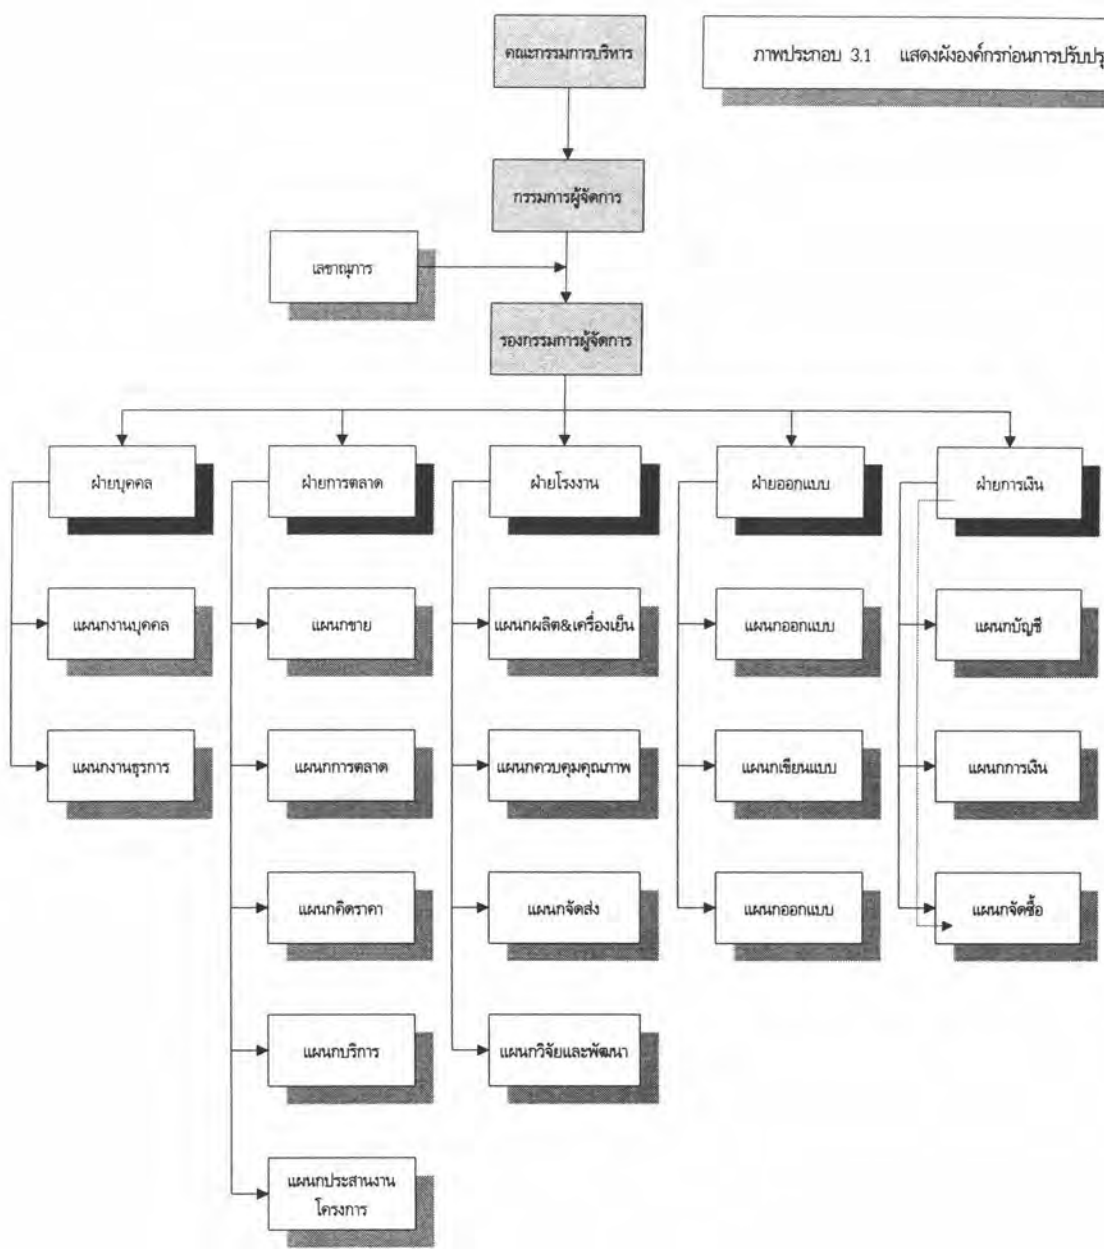 คณะกรรมการบริหาร
ภาพประกอบ 3.1 แสดงผังองค์กรก่อนการปรับปรุ
กรรมการผู้จัดการ
เลขาณุการ
รองกรรมการผู้จัดการ
ฝ่ายบุคคล
ฝ่ายการตลาด
ฝ่ายโรงงาน
ฝ่ายออกแบบ
ฝ่ายการเงิน
แผนกงานบุคคล
แผนกขาย
แผนกผลิต&เครื่องเย็น
แผนกออกแบบ
แผนกบัญชี
แผนกงานธุรการ
แผนกการตลาด
แผนกควบคุมคุณภาพ
แผนกเขียนแบบ
แผนกการเงิน
แผนกคิดราคา
แผนกจัดส่ง
แผนกออกแบบ
แผนกจัดซื้อ
แผนกบริการ
แผนกวิจัยและพัฒนา
แผนกประสานงาน
โครงการ